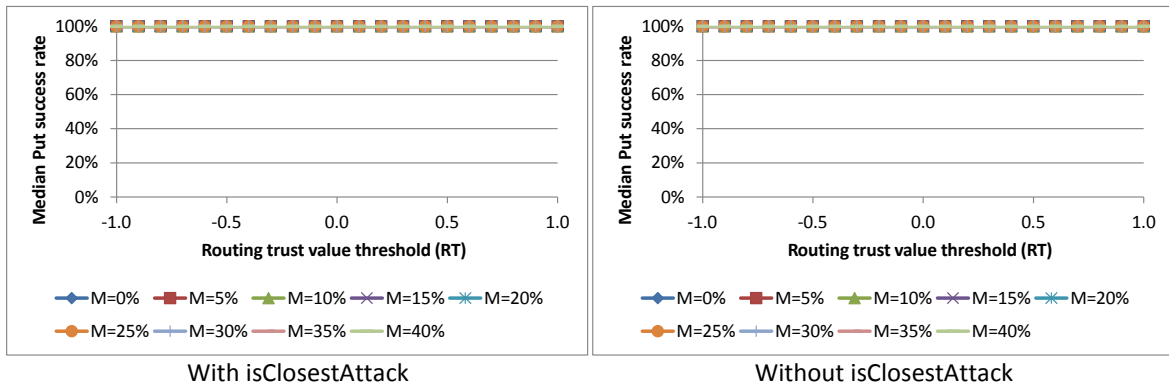 Median Put success rate
100%
80%
60%
40%
20%
0%
-1.0 -0.5 0.0 0.5 1.0
Routing trust value threshold (RT)
M=0% M=5% M=10% M=15% M=20%
M=25% M=30% M=35% M=40%
With isClosestAttack
Median Put success rate
100%
80%
60%
40%
20%
0%
-1.0 -0.5 0.0 0.5 1.0
Routing trust value threshold (RT)
M=0% M=5% M=10% M=15% M=20%
M=25% M=30% M=35% M=40%
Without isClosestAttack